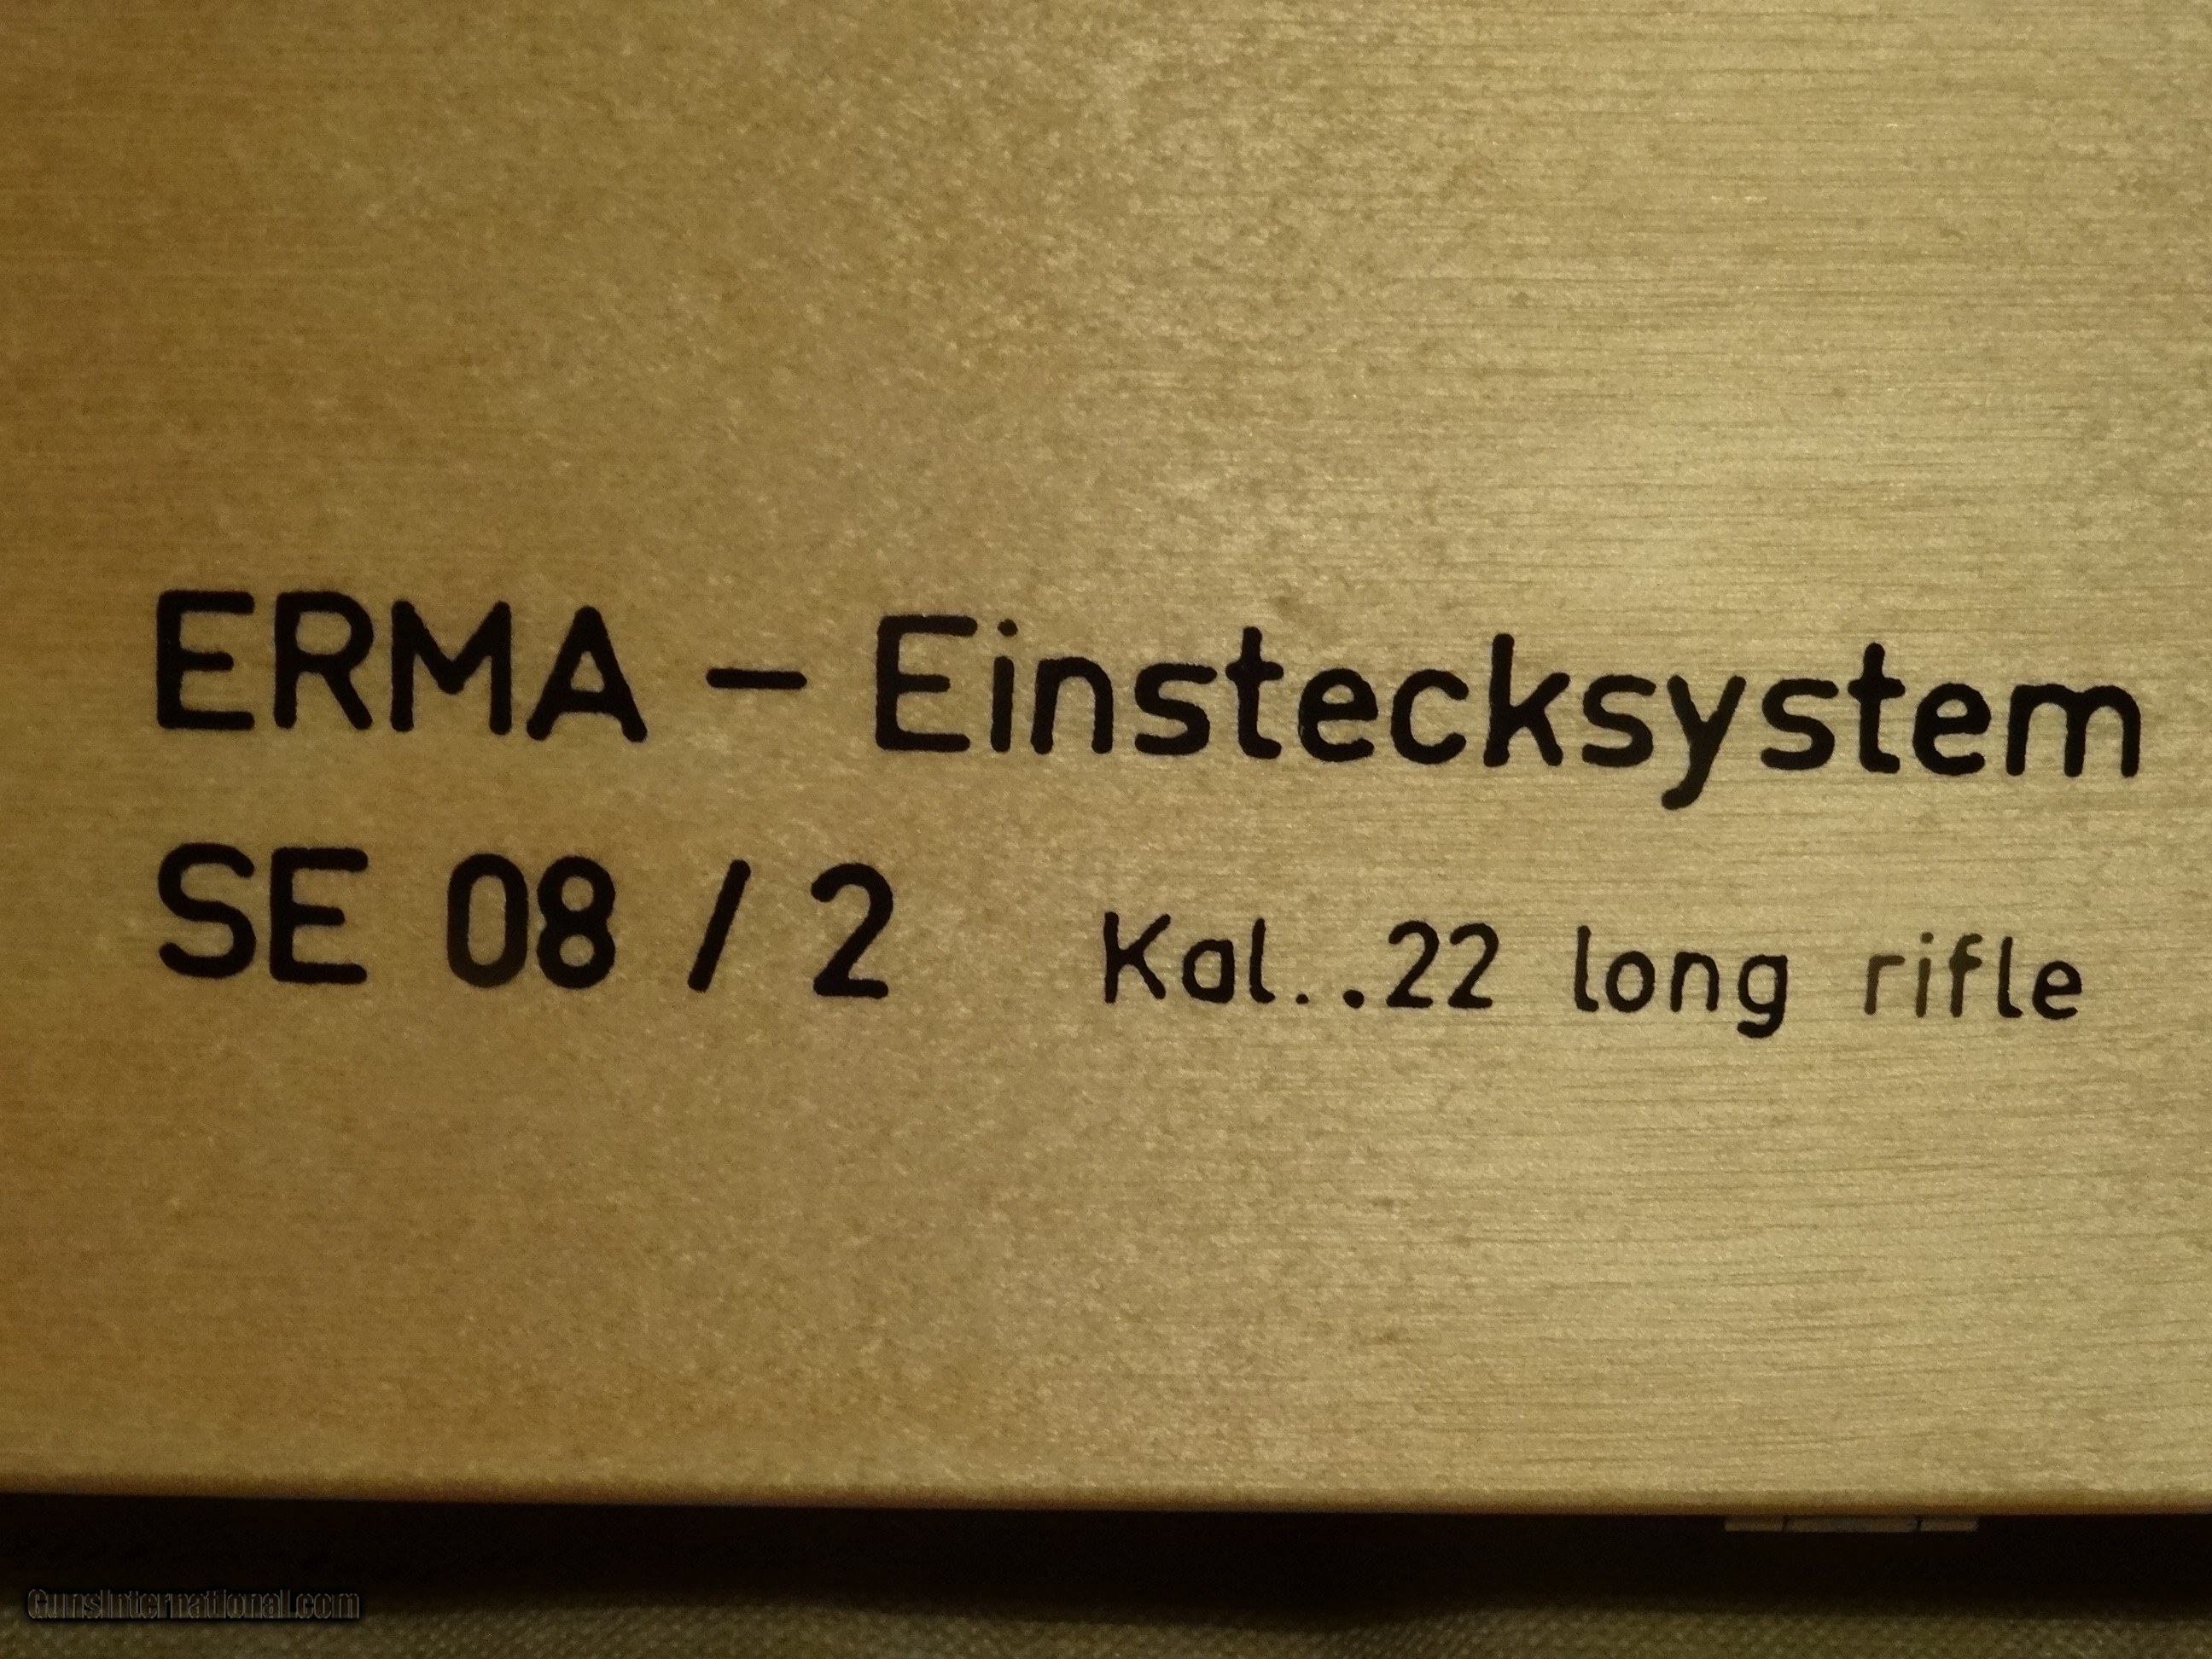 ERMA – Einstecksystem
SE 08 / 2 Kal..22 long rifle
GunsInternational.com